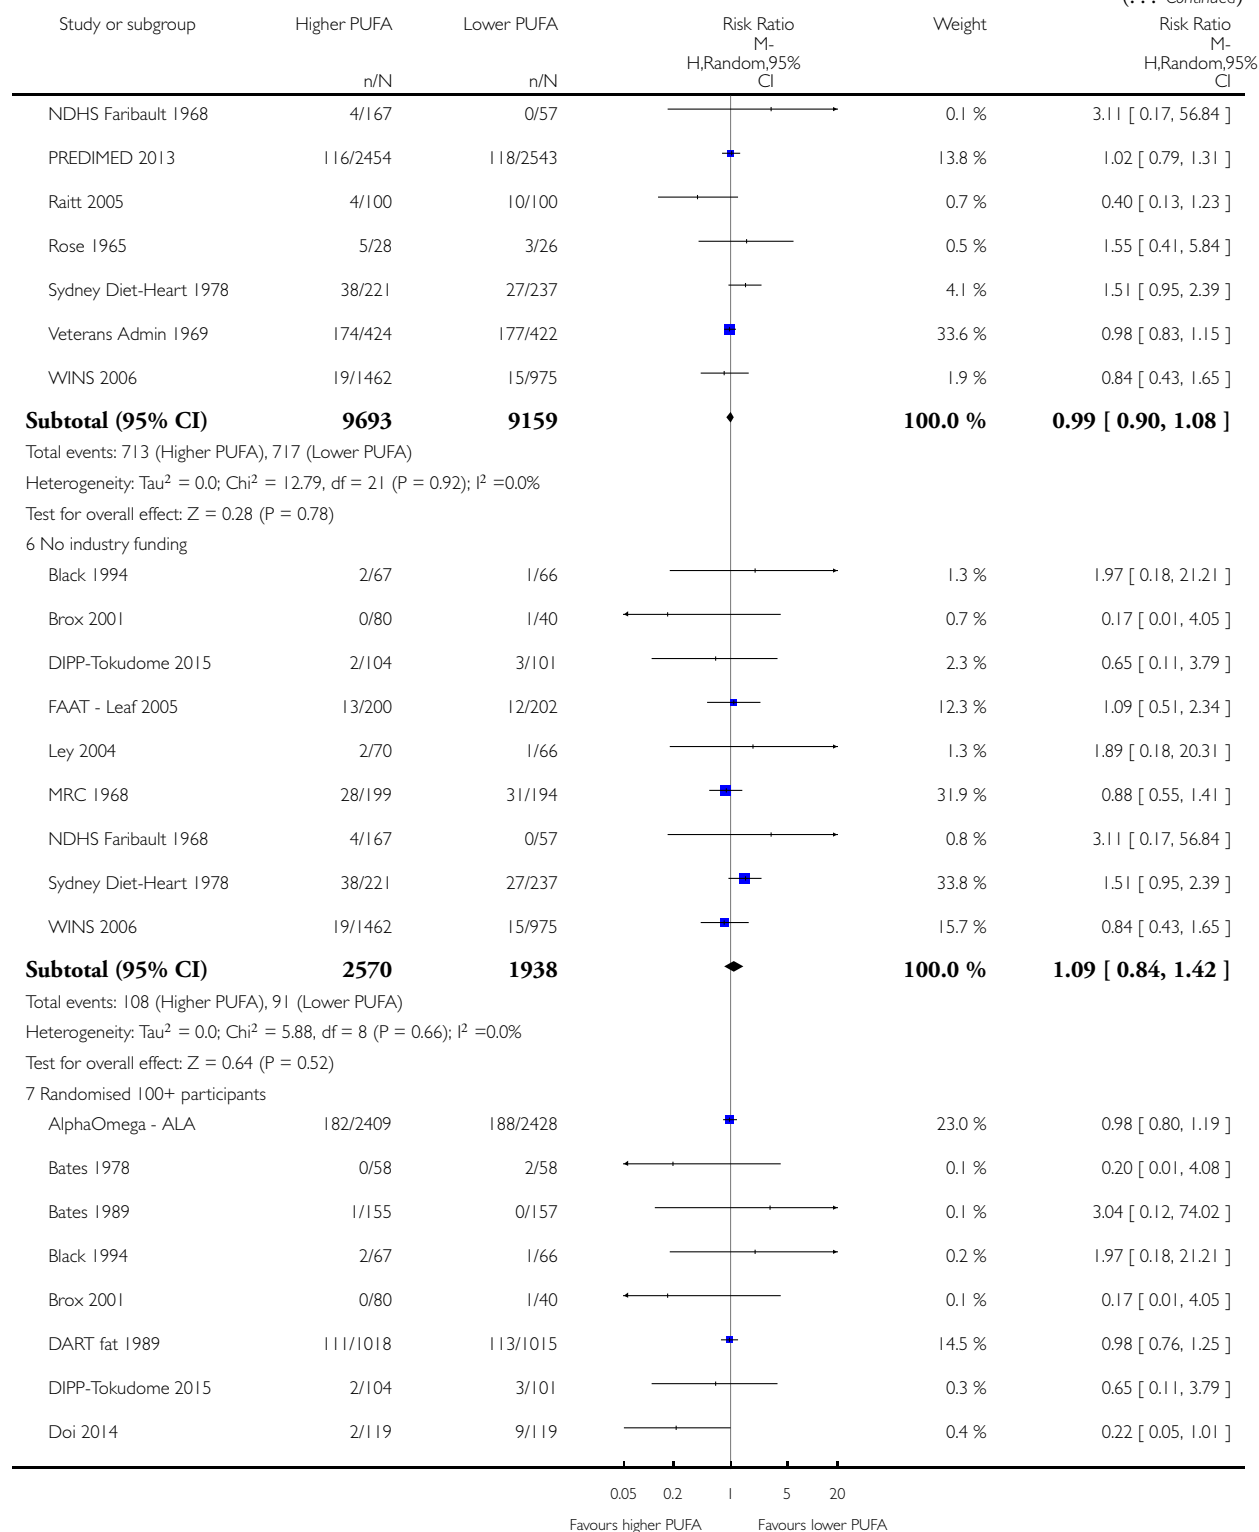 (. . . Continued)
Study or subgroup Higher PUFA Lower PUFA Risk Ratio Weight Risk Ratio
M- M-
H,Random,95% H,Random,95%
n/N n/N CI CI
NDHS Faribault 1968 4/167 0/57 0.1 % 3.11 [ 0.17, 56.84 ]
PREDIMED 2013 116/2454 118/2543 13.8 % 1.02 [ 0.79, 1.31 ]
Raitt 2005 4/100 10/100 0.7 % 0.40 [ 0.13, 1.23 ]
Rose 1965 5/28 3/26 0.5 % 1.55 [ 0.41, 5.84 ]
Sydney Diet-Heart 1978 38/221 27/237 4.1 % 1.51 [ 0.95, 2.39 ]
Veterans Admin 1969 174/424 177/422 33.6 % 0.98 [ 0.83, 1.15 ]
WINS 2006 19/1462 15/975 1.9 % 0.84 [ 0.43, 1.65 ]
Subtotal (95% CI) 9693 9159 100.0 % 0.99 [ 0.90, 1.08 ]
Total events: 713 (Higher PUFA), 717 (Lower PUFA)
Heterogeneity: Tau² = 0.0; Chi² = 12.79, df = 21 (P = 0.92); I² =0.0%
Test for overall effect: Z = 0.28 (P = 0.78)
6 No industry funding
Black 1994 2/67 1/66 1.3 % 1.97 [ 0.18, 21.21 ]
Brox 2001 0/80 1/40 0.7 % 0.17 [ 0.01, 4.05 ]
DIPP-Tokudome 2015 2/104 3/101 2.3 % 0.65 [ 0.11, 3.79 ]
FAAT - Leaf 2005 13/200 12/202 12.3 % 1.09 [ 0.51, 2.34 ]
Ley 2004 2/70 1/66 1.3 % 1.89 [ 0.18, 20.31 ]
MRC 1968 28/199 31/194 31.9 % 0.88 [ 0.55, 1.41 ]
NDHS Faribault 1968 4/167 0/57 0.8 % 3.11 [ 0.17, 56.84 ]
Sydney Diet-Heart 1978 38/221 27/237 33.8 % 1.51 [ 0.95, 2.39 ]
WINS 2006 19/1462 15/975 15.7 % 0.84 [ 0.43, 1.65 ]
Subtotal (95% CI) 2570 1938 100.0 % 1.09 [ 0.84, 1.42 ]
Total events: 108 (Higher PUFA), 91 (Lower PUFA)
Heterogeneity: Tau² = 0.0; Chi² = 5.88, df = 8 (P = 0.66); I² =0.0%
Test for overall effect: Z = 0.64 (P = 0.52)
7 Randomised 100+ participants
AlphaOmega - ALA 182/2409 188/2428 23.0 % 0.98 [ 0.80, 1.19 ]
Bates 1978 0/58 2/58 0.1 % 0.20 [ 0.01, 4.08 ]
Bates 1989 1/155 0/157 0.1 % 3.04 [ 0.12, 74.02 ]
Black 1994 2/67 1/66 0.2 % 1.97 [ 0.18, 21.21 ]
Brox 2001 0/80 1/40 0.1 % 0.17 [ 0.01, 4.05 ]
DART fat 1989 111/1018 113/1015 14.5 % 0.98 [ 0.76, 1.25 ]
DIPP-Tokudome 2015 2/104 3/101 0.3 % 0.65 [ 0.11, 3.79 ]
Doi 2014 2/119 9/119 0.4 % 0.22 [ 0.05, 1.01 ]
0.05 0.2 1 5 20
Favours higher PUFA Favours lower PUFA